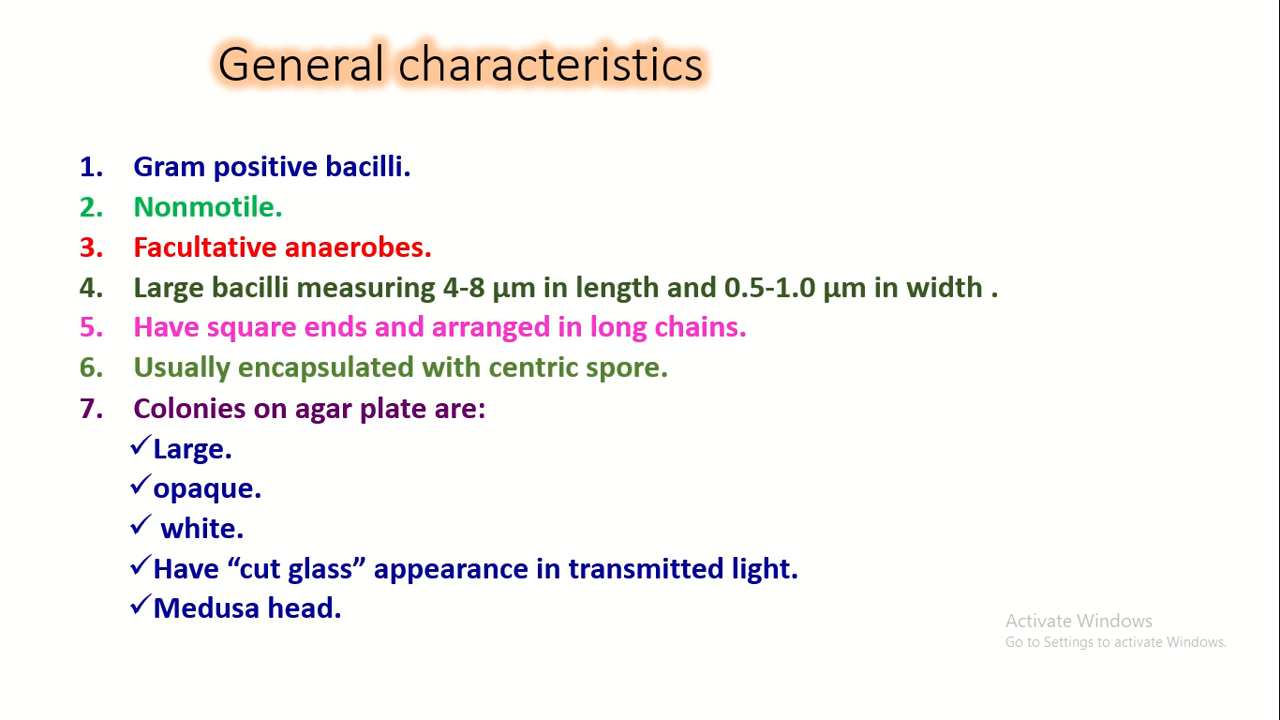 General characteristics
1. Gram positive bacilli.
2. Nonmotile.
3. Facultative anaerobes.
4. Large bacilli measuring 4-8 µm in length and 0.5-1.0 µm in width .
5. Have square ends and arranged in long chains.
6. Usually encapsulated with centric spore.
7. Colonies on agar plate are:
✓Large.
✓opaque.
✓ white.
✓Have “cut glass” appearance in transmitted light.
✓Medusa head.
Activate Windows
Go to Settings to activate Windows.